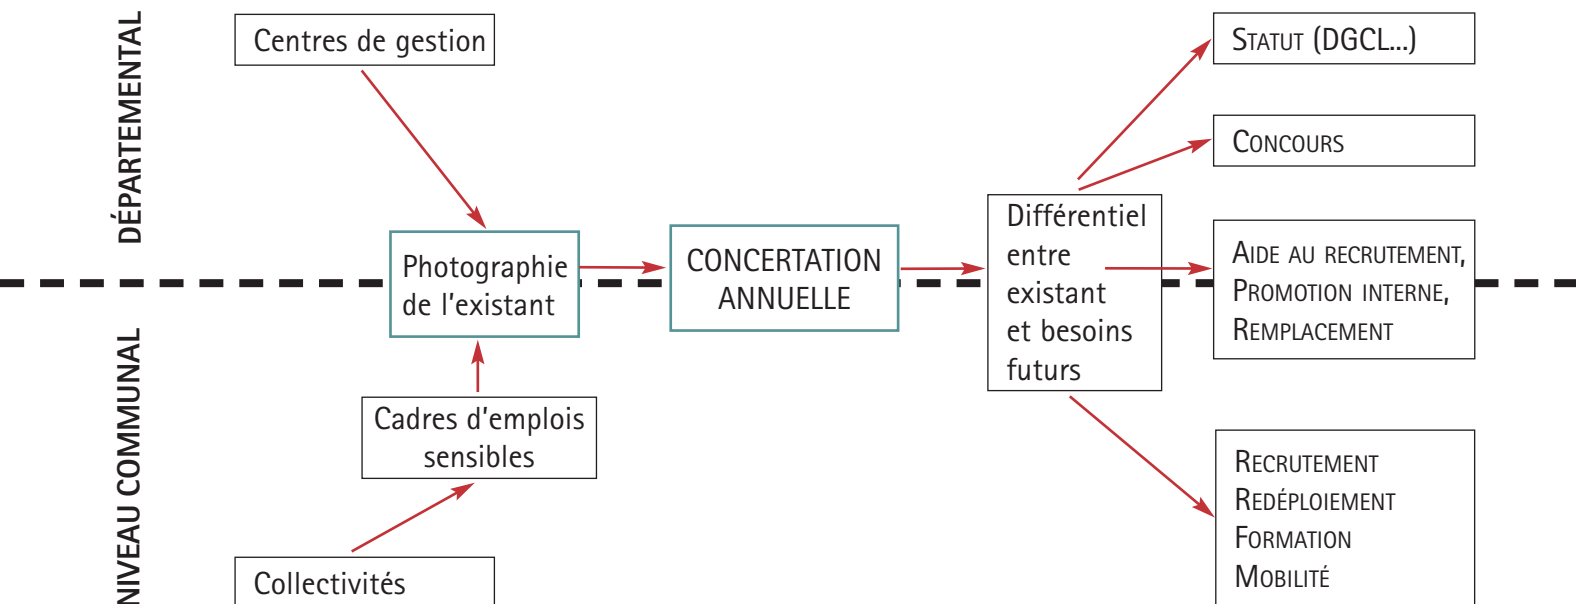 DÉPARTEMENTAL
NIVEAU COMMUNAL
Centres de gestion
Photographie
de l'existant
Cadres d'emplois
sensibles
Collectivités
CONCERTATION
ANNUELLE
Différentiel
entre
existant
et besoins
futurs
STATUT (DGCL...)
CONCOURS
AIDE AU RECRUTEMENT,
PROMOTION INTERNE,
REMPLACEMENT
RECRUTEMENT
REDÉPLOIEMENT
FORMATION
MOBILITÉ